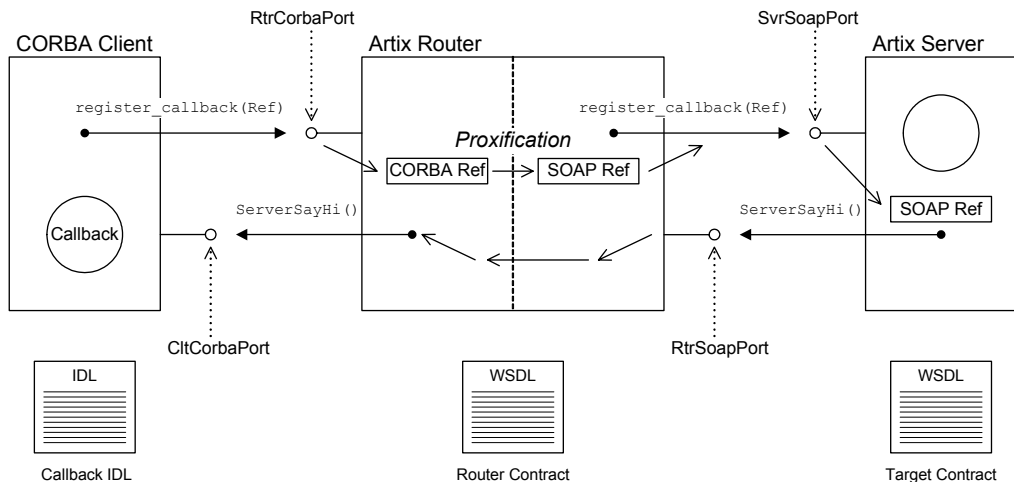 RtrCorbaPort
SvrSoapPort
CORBA Client
Artix Router
Artix Server
register_callback(Ref)
register_callback(Ref)
Proxification
CORBA Ref
SOAP Ref
ServerSayHi()
ServerSayHi()
SOAP Ref
Callback
CltCorbaPort
RtrSoapPort
IDL
WSDL
WSDL
Callback IDL
Router Contract
Target Contract